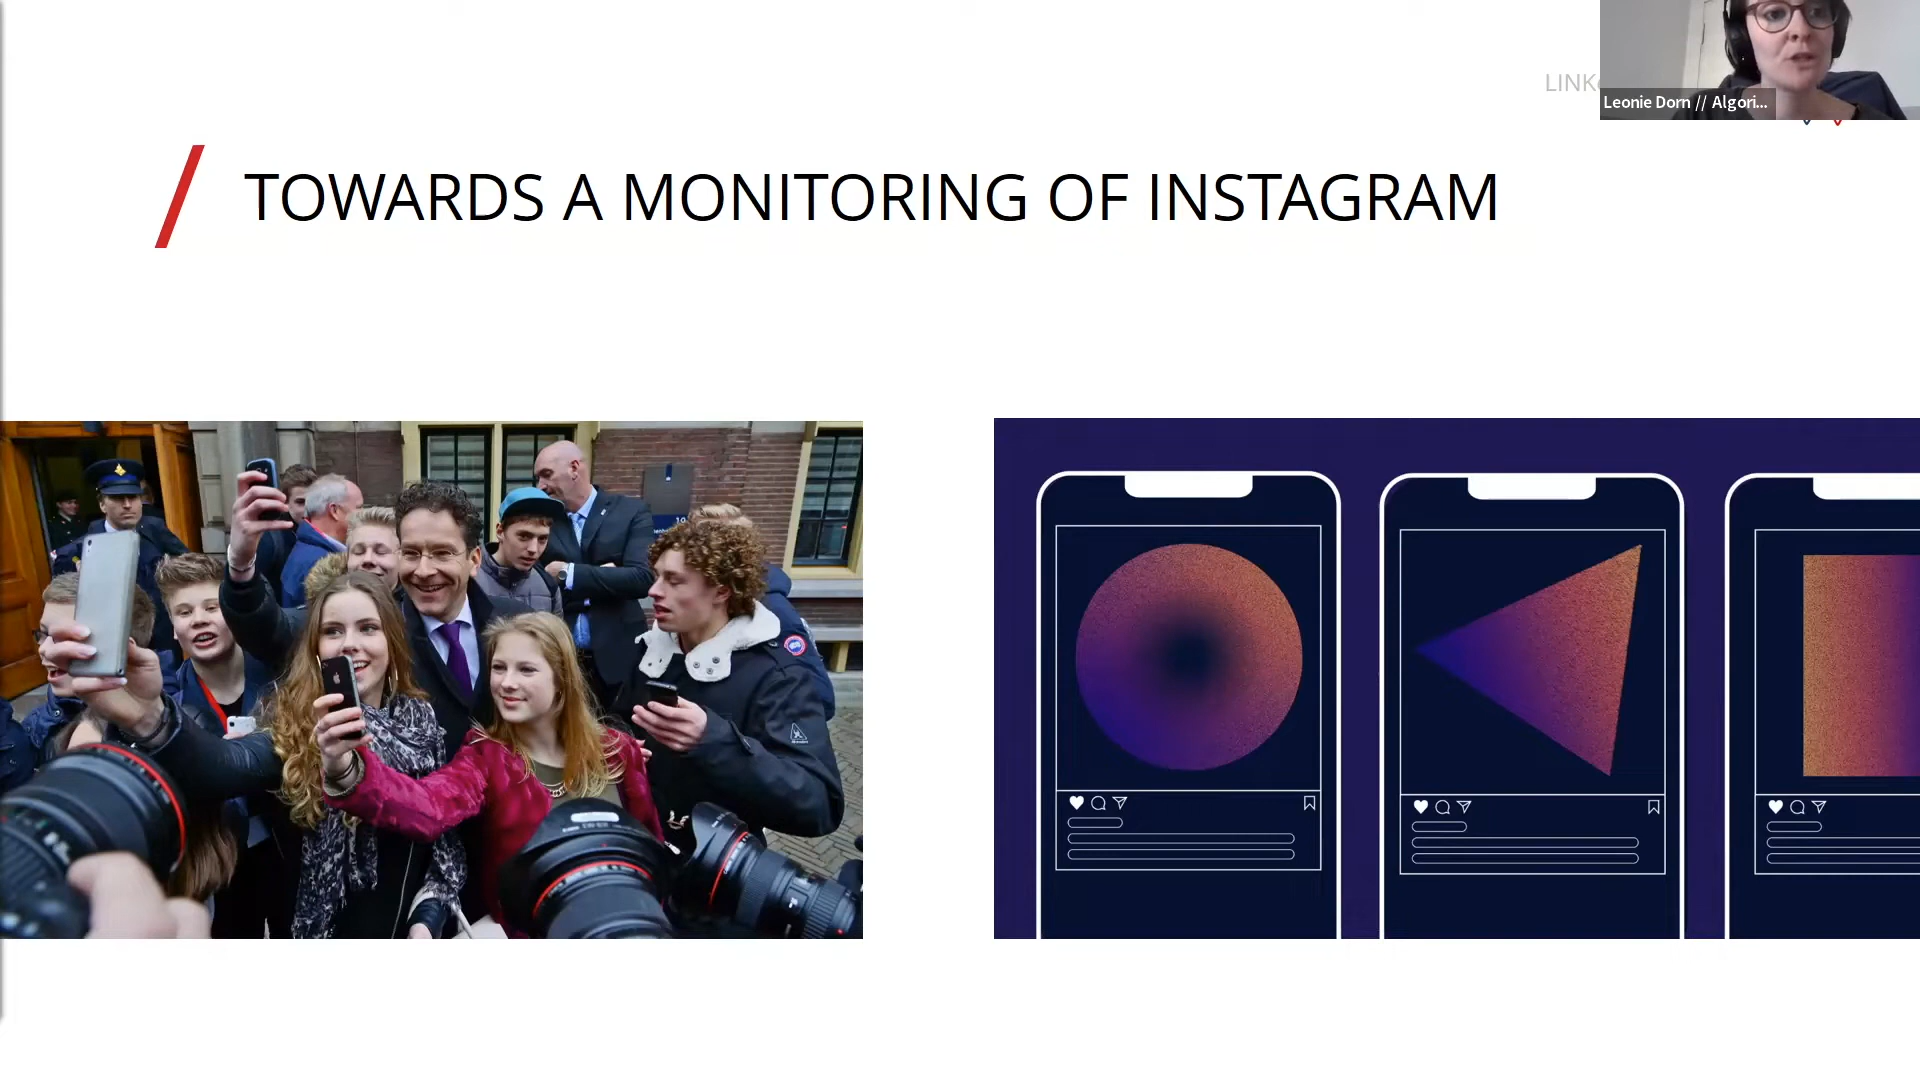 LINK
Leonie Dorn // Algori...
TOWARDS A MONITORING OF INSTAGRAM